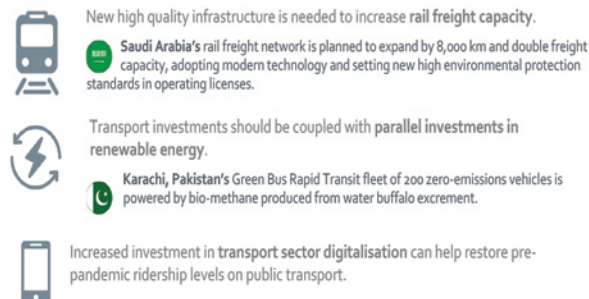 New high quality infrastructure is needed to increase rail freight capacity.
Saudi Arabia's rail freight network is planned to expand by 8,000 km and double freight
capacity, adopting modern technology and setting new high environmental protection
standards in operating licenses.
Transport investments should be coupled with parallel investments in
renewable energy.
Karachi, Pakistan's Green Bus Rapid Transit fleet of 200 zero-emissions vehicles is
powered by bio-methane produced from water buffalo excrement.
Increased investment in transport sector digitalisation can help restore pre-
pandemic ridership levels on public transport.